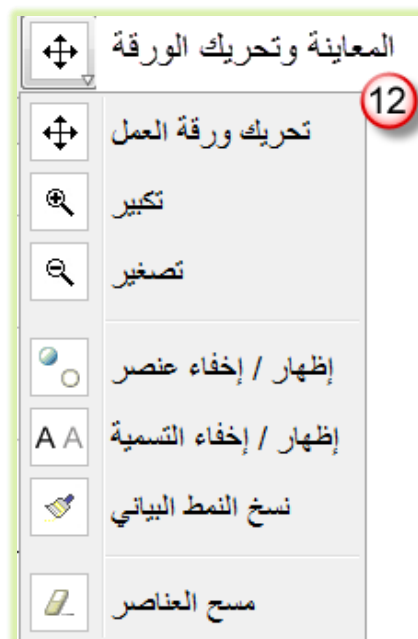 المعاينة وتحريك الورقة
12
تحريك ورقة العمل
تكبير
تصغير
إظهار / إخفاء عنصر
A A إظهار / إخفاء التسمية
نسخ النمط البياني
مسح العناصر